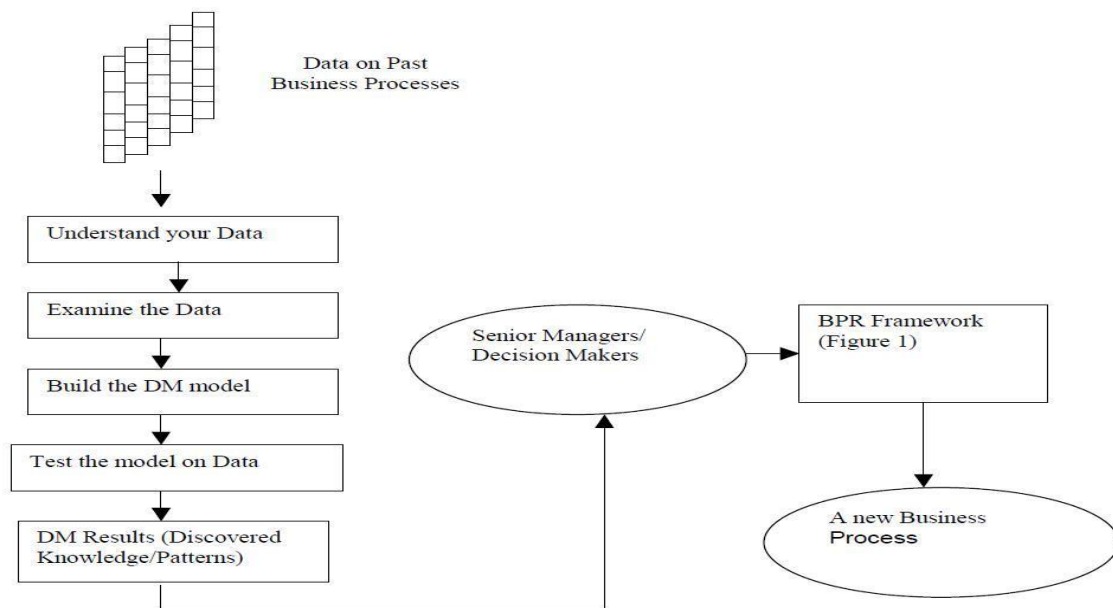 Data on Past
Business Processes
Understand your Data
Examine the Data
Build the DM model
Test the model on Data
DM Results (Discovered
Knowledge/Patterns)
Senior Managers/
Decision Makers
BPR Framework
(Figure 1)
A new Business
Process